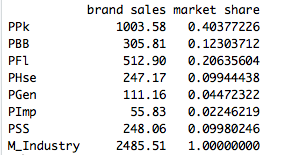 brand sales market share
PPk 1003.58 0.40377226
PBB 305.81 0.12303712
PFl 512.90 0.20635604
PHse 247.17 0.09944438
PGen 111.16 0.04472322
PImp 55.83 0.02246219
PSS 248.06 0.09980246
M_Industry 2485.51 1.00000000